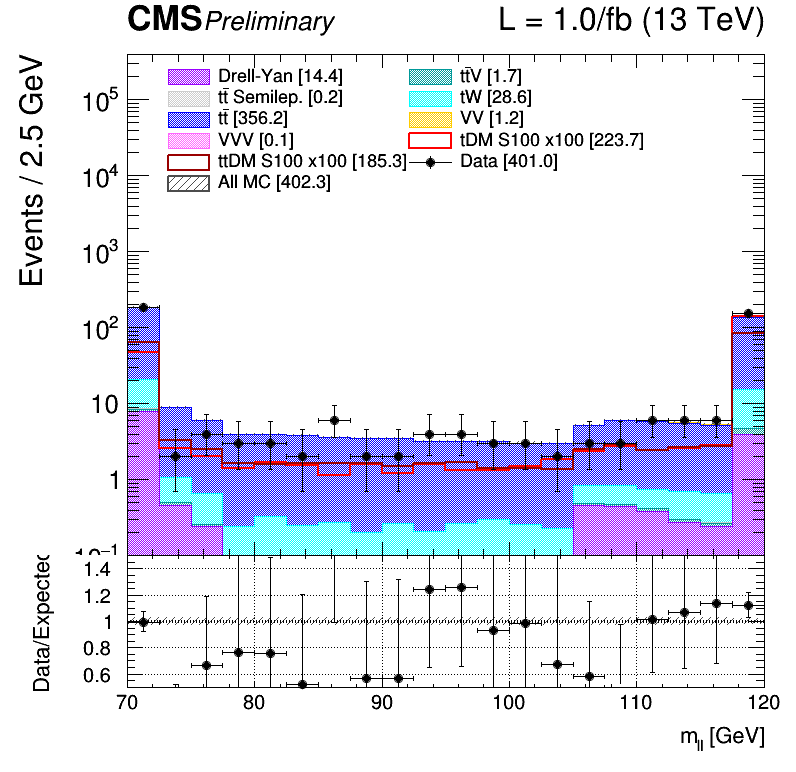 CMS Preliminary L = 1.0/fb (13 TeV)
Events / 2.5 GeV
Drell-Yan [14.4]
tt̄ Semilep. [0.2]
tt̄ [356.2]
VVV [0.1]
ttDM S100 x100 [185.3]
All MC [402.3]
tt̄V [1.7]
tW [28.6]
VV [1.2]
tDM S100 x100 [223.7]
Data [401.0]
10⁵
10⁴
10³
10²
10
1
10⁻¹
Data/Expected
1.4
1.2
1
0.8
0.6
70 80 90 100 110 120
m_ll [GeV]